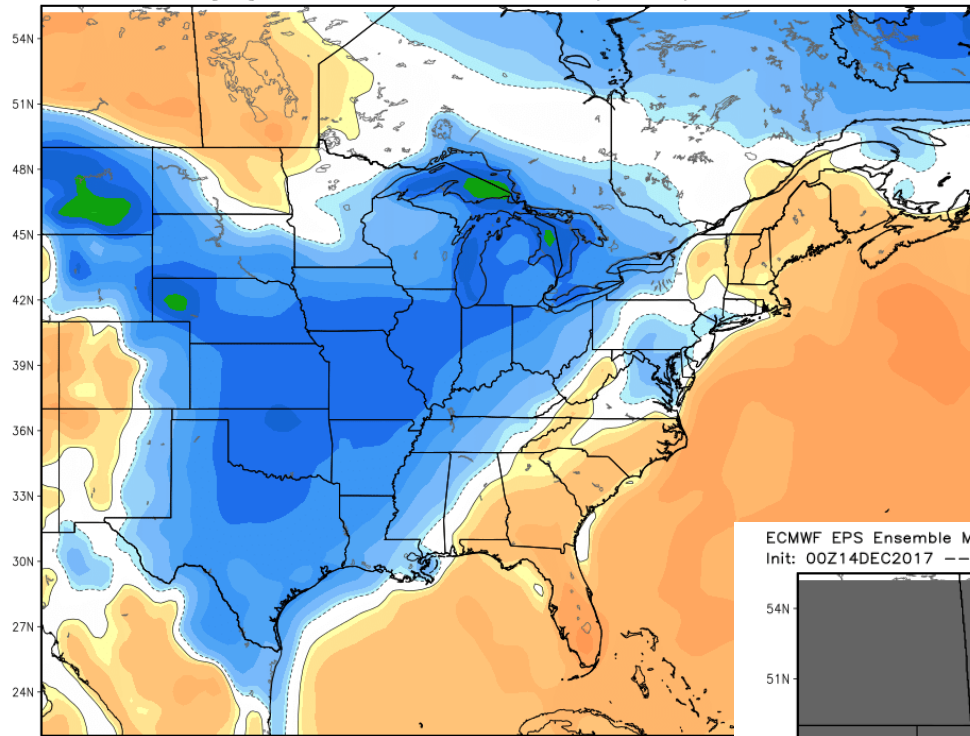 54N
51N
48N
45N
42N
39N
36N
33N
30N
27N
24N
ECMWF EPS Ensemble M
Init: 00Z14DEC2017 --
54N
51N